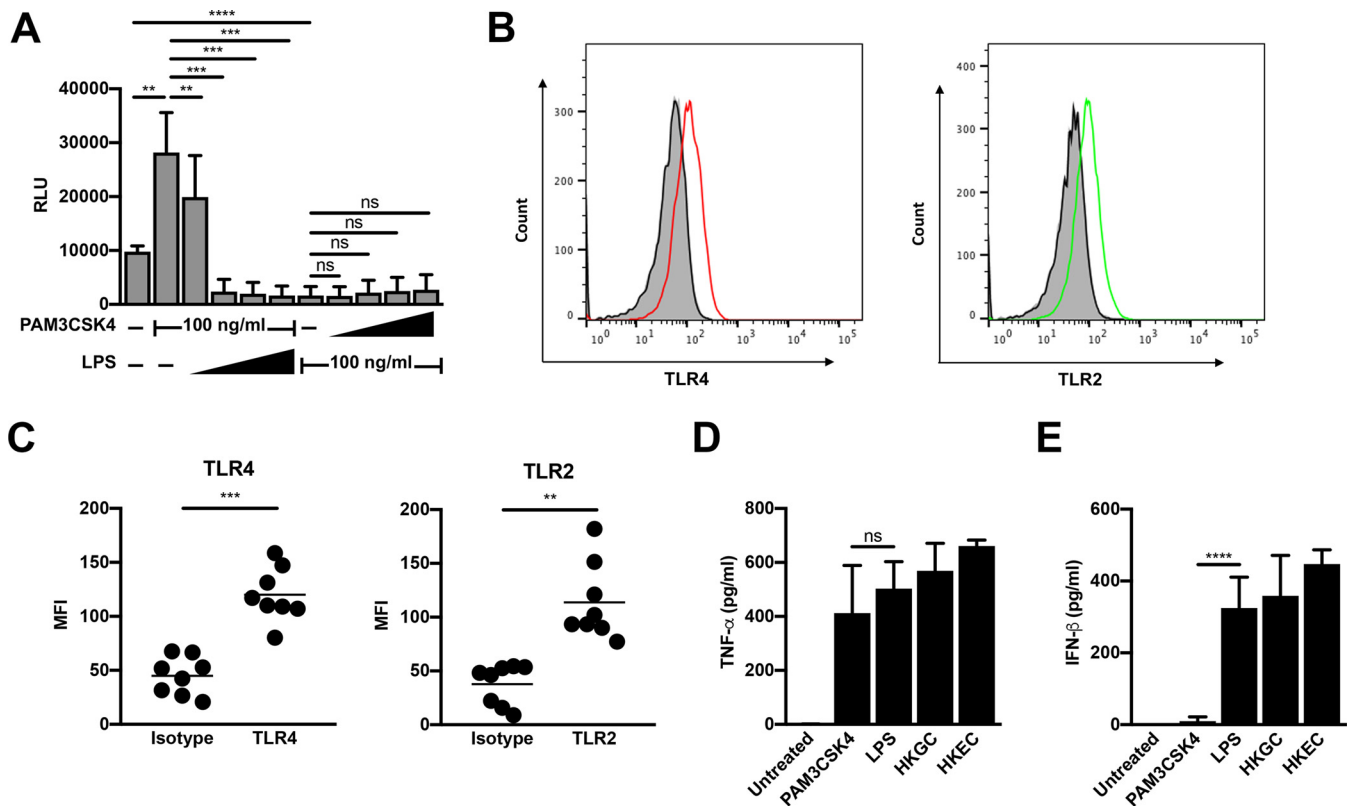 A
****
***
***
***
** **
40000
30000
20000
10000
0
RLU
ns
ns
ns
ns
PAM3CSK4 – 100 ng/ml –
LPS – – 100 ng/ml
B
300
200
100
0
Count
10⁰ 10¹ 10² 10³ 10⁴ 10⁵
TLR4
400
300
200
100
0
Count
10⁰ 10¹ 10² 10³ 10⁴ 10⁵
TLR2
C
TLR4
***
200
150
100
50
0
MFI
Isotype TLR4
TLR2
**
200
150
100
50
0
MFI
Isotype TLR2
D
800
600
400
200
0
TNF-α (pg/ml)
ns
Untreated
PAM3CSK4
LPS
HKGC
HKEC
E
600
400
200
0
IFN-β (pg/ml)
****
Untreated
PAM3CSK4
LPS
HKGC
HKEC